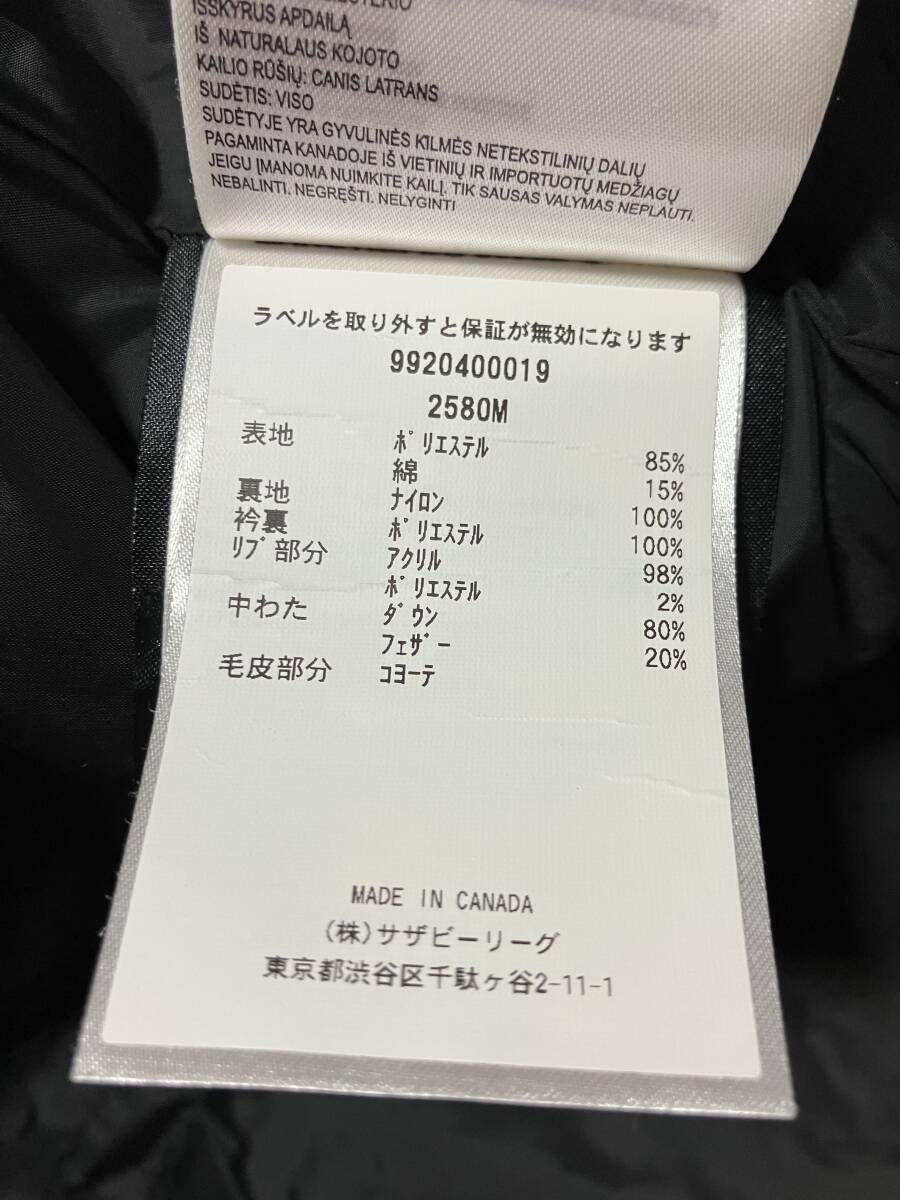 IŠSKYRUS APDAILĄ
IŠ NATURALAUS KOJOTO
KAILIO RŪŠIŲ: CANIS LATRANS
SUDĖTIS: VISO
SUDĖTYJE YRA GYVULINĖS KILMĖS NETEKSTILINIŲ DALIŲ
PAGAMINTA KANADOJE IŠ VIETINIŲ IR IMPORTUOTŲ MEDŽIAGŲ
JEIGU ĮMANOMA NUIMKITE KAILĮ. TIK SAUSAS VALYMAS NEPLAUTI.
NEBALINTI. NEGRĘŠTI. NELYGINTI
ラベルを取り外すと保証が無効になります
9920400019
2580M
表地 ポリエステル 85%
綿 15%
裏地 ナイロン 100%
衿裏 ポリエステル 100%
リブ部分 アクリル 98%
ポリエステル 2%
中わた ダウン 80%
フェザー 20%
毛皮部分 コヨーテ
MADE IN CANADA
(株)サザビーリーグ
東京都渋谷区千駄ヶ谷2-11-1